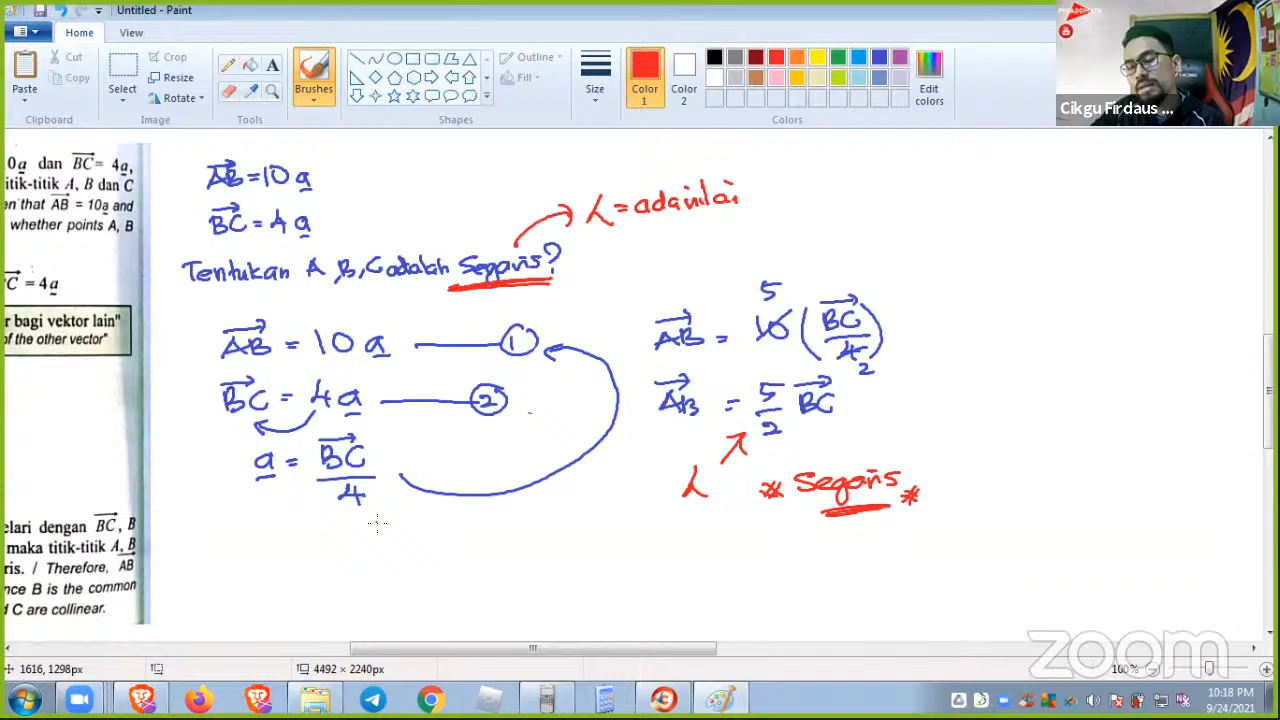 Untitled - Paint
Home View
Cut
Copy
Paste
Clipboard
Select
Crop
Resize
Rotate
Image
A
Tools
Brushes
Outline
Fill
Shapes
Size
Color 1
Color 2
Edit colors
Colors
Cikgu Firdaus ...
0a dan BC = 4a,
itik-titik A, B dan C
en that AB = 10a and
whether points A, B
C = 4a
r bagi vektor lain"
of the other vector"
elari dengan BC, B
maka titik-titik A, B
ris. / Therefore, AB
nce B is the common
d C are collinear.
AB = 10 a
BC = 4 a
λ = ada nilai
Tentukan A, B, C adalah Segaris?
AB = 10 a ① 
BC = 4 a ②
a = BC / 4
5
AB = 10 ( BC / 4 )
2
AB = 5/2 BC
λ
* Segaris *
zoom
1616, 1298px
4492 × 2240px
100%
10:18 PM
9/24/2021